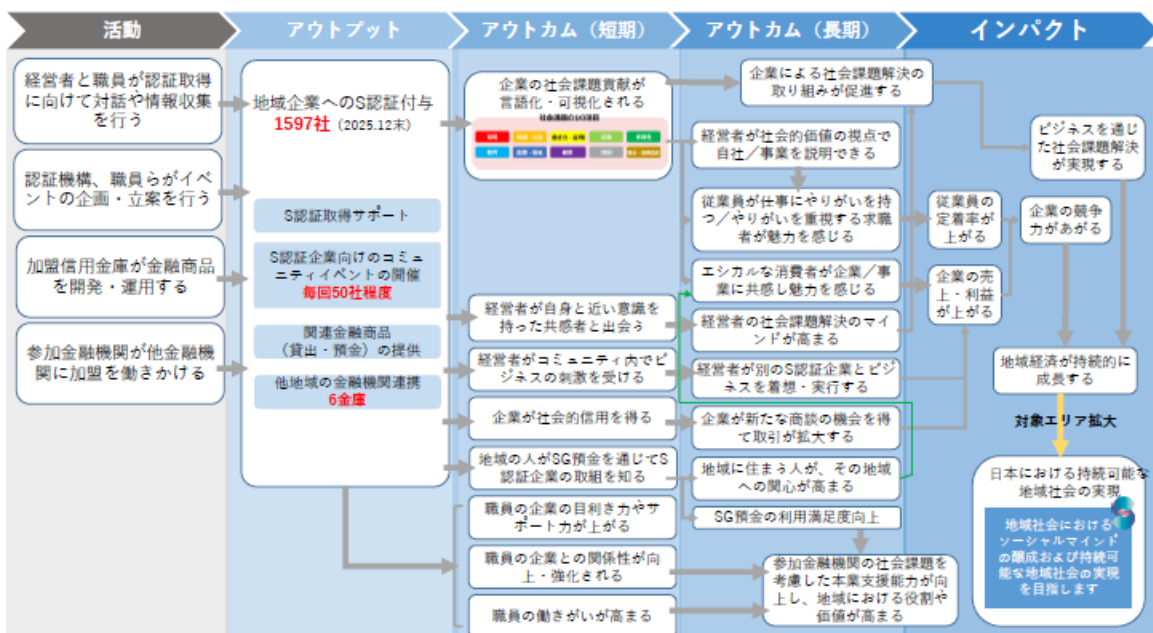 活動
アウトプット
アウトカム（短期）
アウトカム（長期）
インパクト
経営者と職員が認証取得
に向けて対話や情報収集
を行う
認証機構、職員らがイベ
ントの企画・立案を行う
加盟信用金庫が金融商品
を開発・運用する
参加金融機関が他金融機
関に加盟を働きかける
地域企業へのS認証付与
1597社（2025.12末）
S認証取得サポート
S認証企業向けのコミュ
ニティイベントの開催
毎回50社程度
関連金融商品
（貸出・預金）の提供
他地域の金融機関連携
6金庫
企業の社会課題貢献が
言語化・可視化される
経営者が自身と近い意識を
持った共感者と出会う
経営者がコミュニティ内でビ
ジネスの刺激を受ける
企業が社会的信用を得る
地域の人がSG預金を通じてS
認証企業の取組を知る
職員の企業の目利き力やサ
ポート力が上がる
職員の企業との関係性が向
上・強化される
職員の働きがいが高まる
企業による社会課題解決の
取り組みが促進する
経営者が社会的価値の視点で
自社／事業を説明できる
従業員が仕事にやりがいを持
つ／やりがいを重視する求職
者が魅力を感じる
エシカルな消費者が企業／事
業に共感し魅力を感じる
経営者の社会課題解決のマイ
ンドが高まる
経営者が別のS認証企業とビジ
ネスを着想・実行する
企業が新たな商談の機会を得
て取引が拡大する
地域に住まう人が、その地域
への関心が高まる
SG預金の利用満足度向上
参加金融機関の社会課題を
考慮した本業支援能力が向
上し、地域における役割や
価値が高まる
従業員の
定着率が
上がる
企業の売
上・利益
が上がる
ビジネスを通じ
た社会課題解決
が実現する
企業の競争
力があがる
地域経済が持続的に
成長する
対象エリア拡大
日本における持続可能な
地域社会の実現
地域社会における
ソーシャルマインド
の醸成および持続可
能な地域社会の実現
を目指します